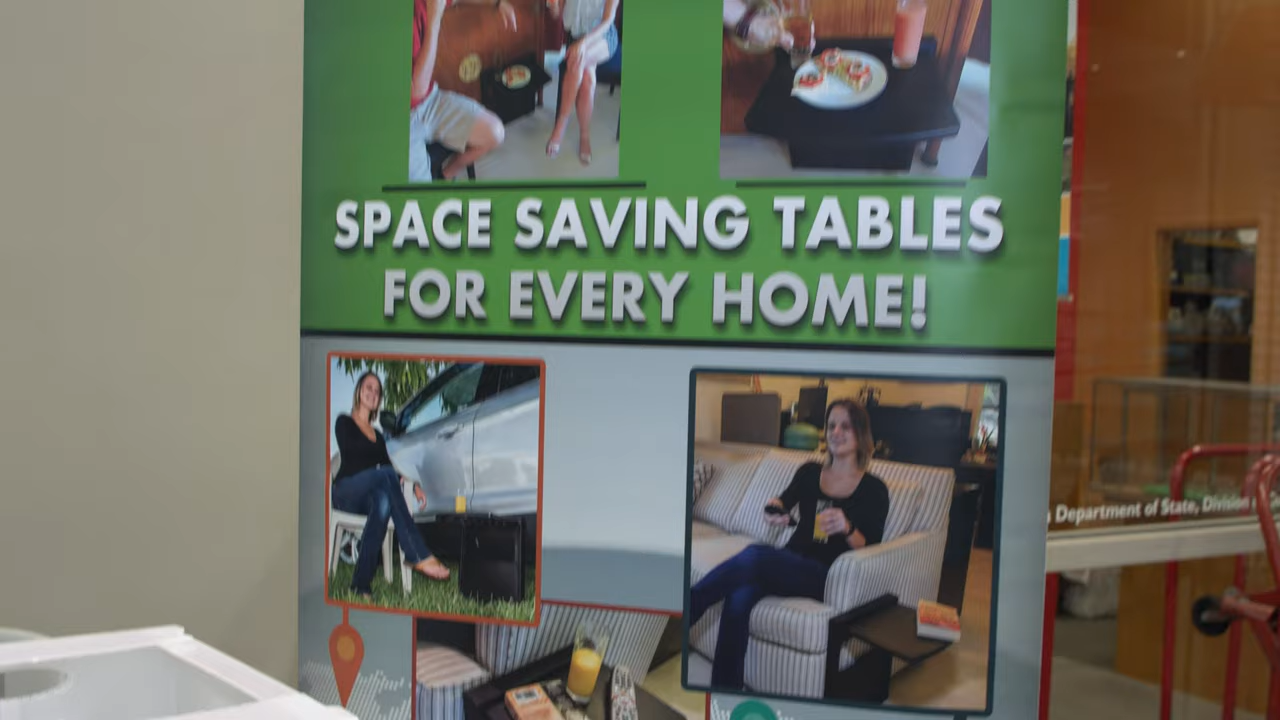 SPACE SAVING TABLES
FOR EVERY HOME!
Department of State, Division